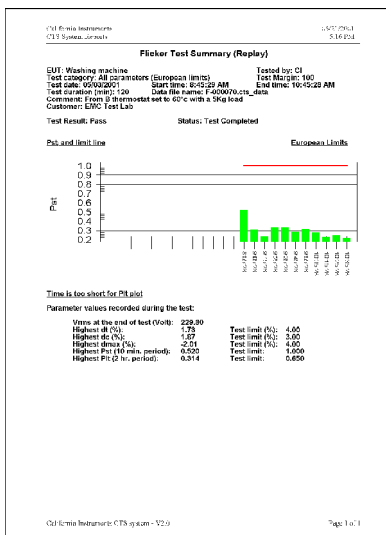 California Instruments
CTS System Reports 5:16 PM
Flicker Test Summary (Replay)
EUT: Washing machine Tested by: CI
Test category: All parameters (European limits) Test Margin: 100
Test date: 05/03/2001 Start time: 8:45:29 AM End time: 10:45:28 AM
Test duration (min): 120 Data file name: F-000070.cts_data
Comment: From B thermostat set to 60°c with a 5Kg load
Customer: EMC Test Lab
Test Result: Pass Status: Test Completed
Pst and limit line European Limits
1.0
0.9
0.8
0.7
0.6
0.5
0.4
0.3
0.2
Pst
Time is too short for Plt plot
Parameter values recorded during the test:
Vrms at the end of test (Volt): 229.90
Highest dt (%): 1.73 Test limit (%): 4.00
Highest dc (%): 1.87 Test limit (%): 3.00
Highest dmax (%): -2.01 Test limit (%): 4.00
Highest Pst (10 min. period): 0.520 Test limit: 1.000
Highest Plt (2 hr. period): 0.314 Test limit: 0.650
California Instruments CTS system - V2.0 Page 1 of 4